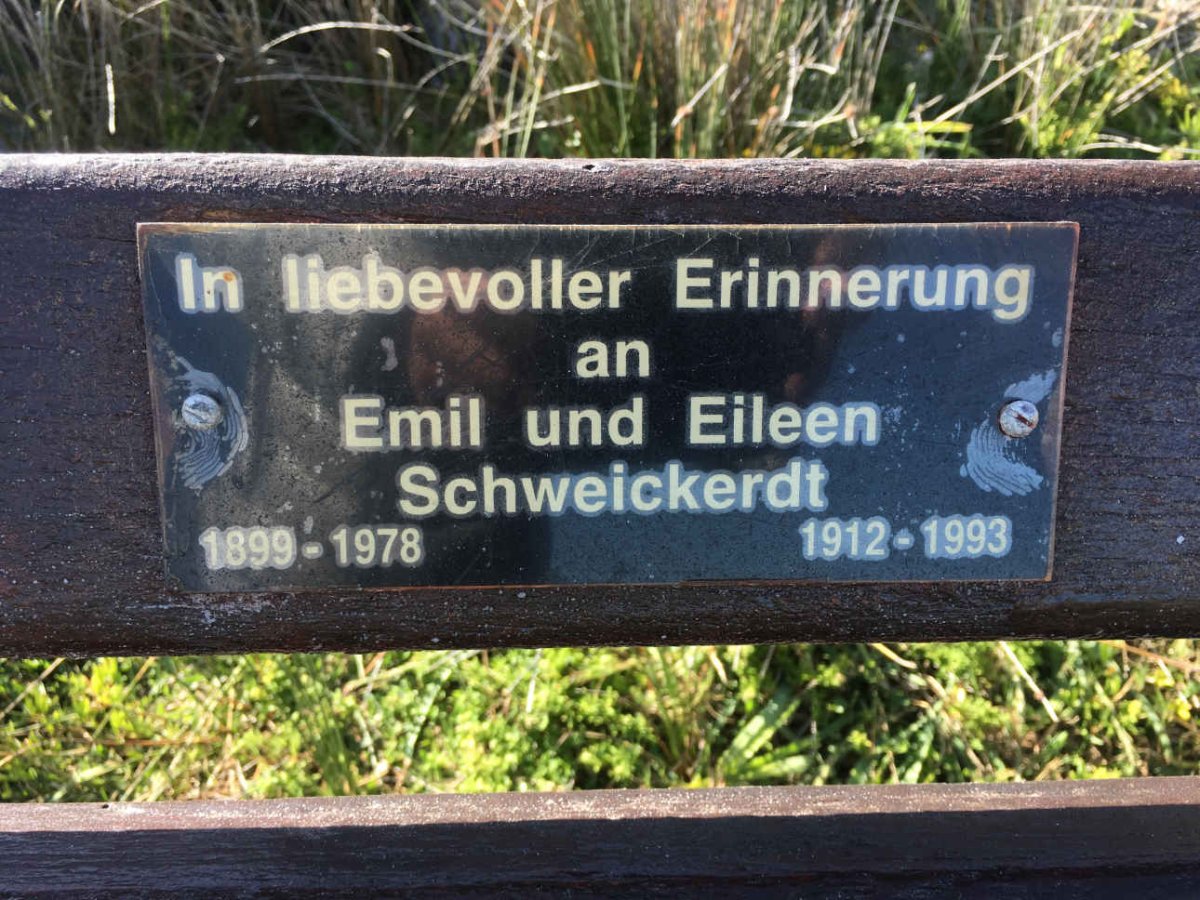 In liebevoller Erinnerung
an
Emil und Eileen
Schweickerdt
1899 - 1978 1912 - 1993